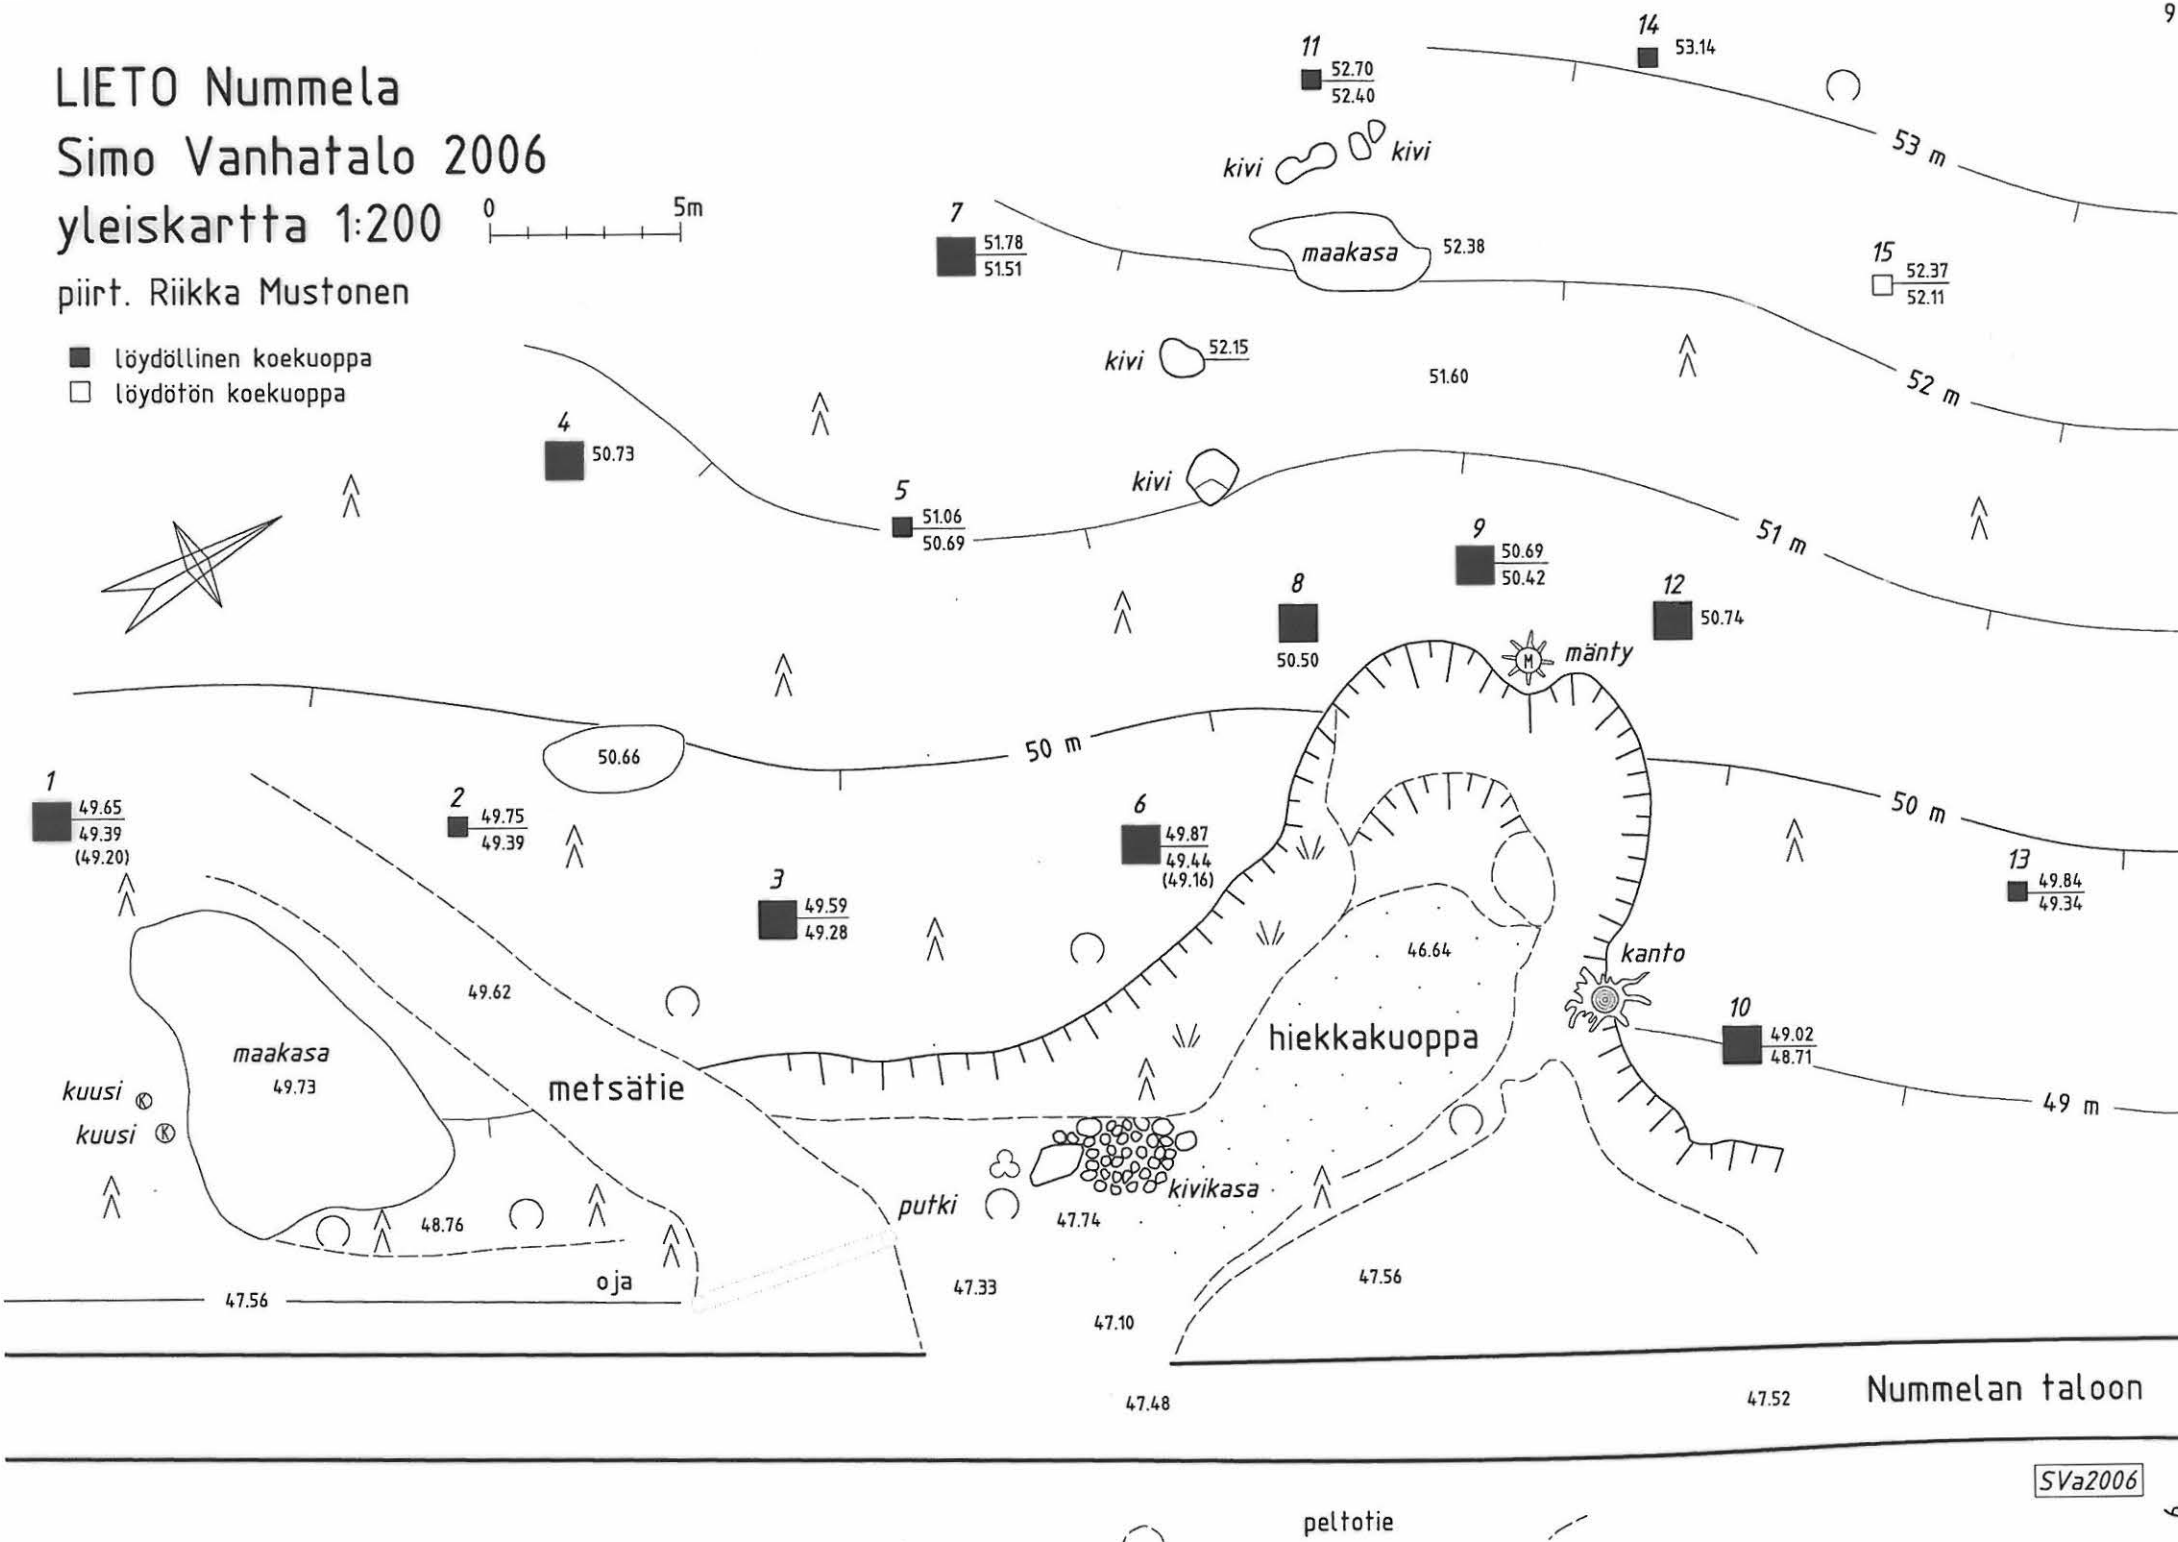 9
LIETO Nummela
Simo Vanhatalo 2006
yleiskartta 1:200
0 5m
piirt. Riikka Mustonen
löydöllinen koekuoppa
löydötön koekuoppa
14
53.14
11
52.70
52.40
kivi
kivi
53 m
7
51.78
51.51
maakasa
52.38
15
52.37
52.11
kivi
52.15
51.60
52 m
4
50.73
kivi
5
51.06
50.69
51 m
9
50.69
50.42
8
50.50
12
50.74
M
mänty
50.66
50 m
50 m
1
49.65
49.39
(49.20)
2
49.75
49.39
6
49.87
49.44
(49.16)
3
49.59
49.28
13
49.84
49.34
46.64
kanto
49.62
hiekkakuoppa
10
49.02
48.71
maakasa
49.73
metsätie
kuusi K
kuusi K
49 m
putki
kivikasa
47.74
48.76
oja
47.56
47.33
47.56
47.10
47.48
47.52
Nummelan taloon
SVa2006
peltotie